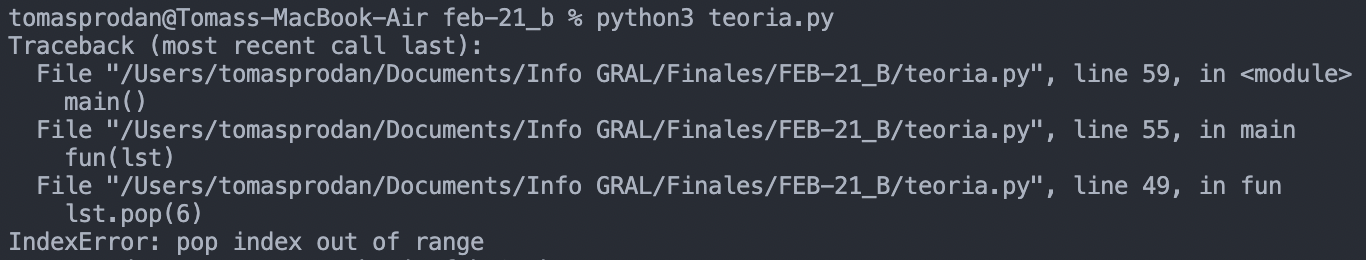 tomasprodan@Tomass-MacBook-Air feb-21_b % python3 teoria.py
Traceback (most recent call last):
  File "/Users/tomasprodan/Documents/Info GRAL/Finales/FEB-21_B/teoria.py", line 59, in <module>
    main()
  File "/Users/tomasprodan/Documents/Info GRAL/Finales/FEB-21_B/teoria.py", line 55, in main
    fun(lst)
  File "/Users/tomasprodan/Documents/Info GRAL/Finales/FEB-21_B/teoria.py", line 49, in fun
    lst.pop(6)
IndexError: pop index out of range